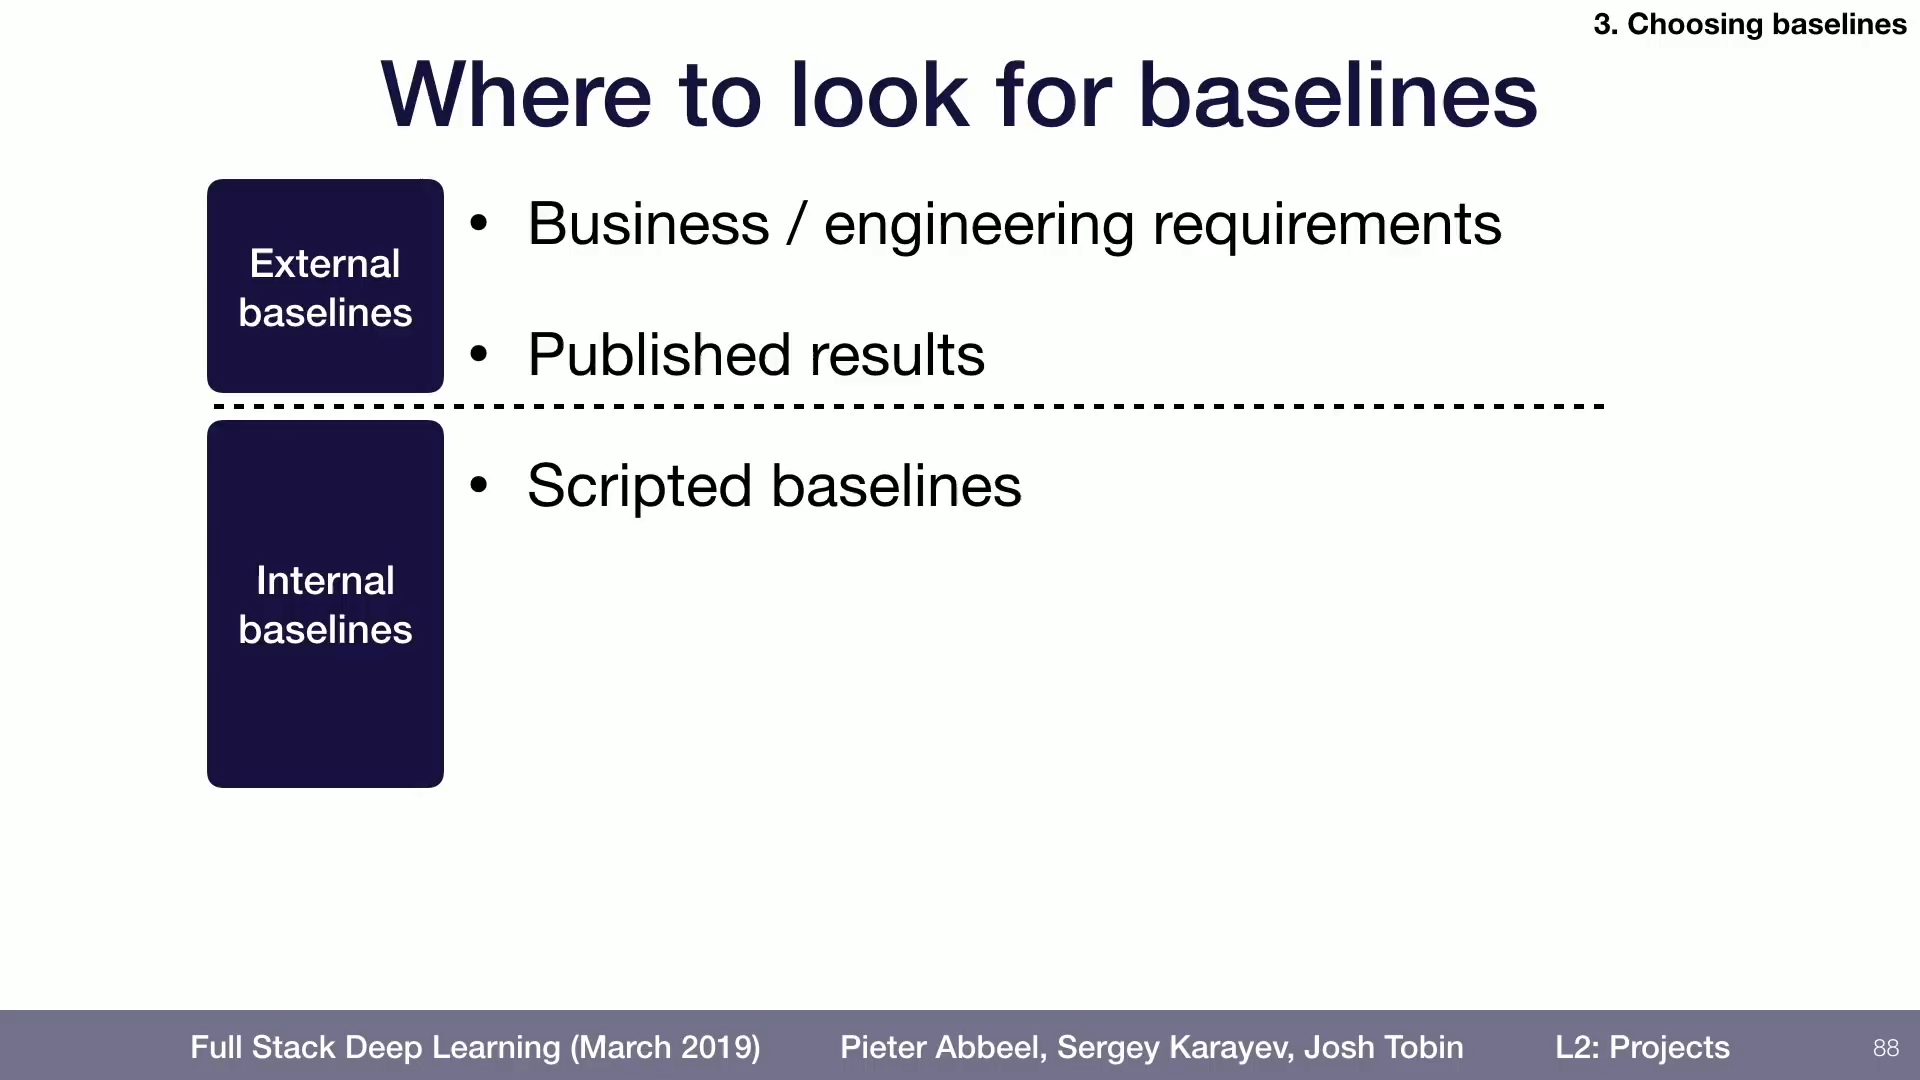 3. Choosing baselines
Where to look for baselines
External
baselines
• Business / engineering requirements
• Published results
Internal
baselines
• Scripted baselines
Full Stack Deep Learning (March 2019) Pieter Abbeel, Sergey Karayev, Josh Tobin L2: Projects 88